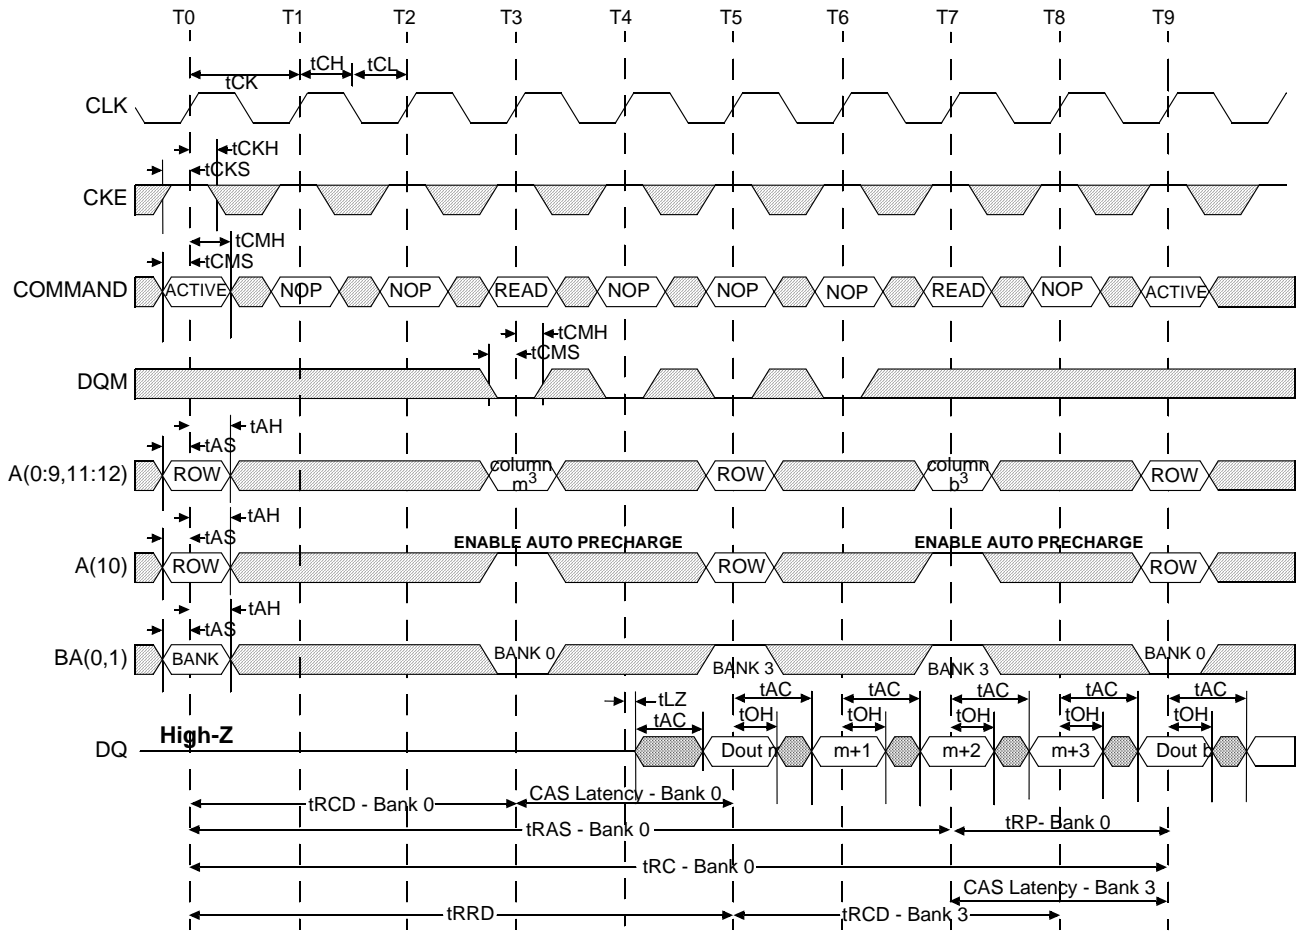 T0 T1 T2 T3 T4 T5 T6 T7 T8 T9
tCK tCH tCL
CLK
tCKH
tCKS
CKE
tCMH
tCMS
COMMAND ACTIVE NOP NOP READ NOP NOP NOP READ NOP ACTIVE
tCMH
tCMS
DQM
tAH
tAS
A(0:9,11:12) ROW column m3 ROW column b3 ROW
tAH
tAS
ENABLE AUTO PRECHARGE ENABLE AUTO PRECHARGE
A(10) ROW ROW ROW
tAH
tAS
BA(0,1) BANK BANK 0 BANK 3 BANK 3 BANK 0
tLZ tAC tAC tAC tAC tAC
tAC tOH tOH tOH tOH tOH
High-Z
DQ Dout m m+1 m+2 m+3 Dout b
tRCD - Bank 0 CAS Latency - Bank 0
tRAS - Bank 0 tRP- Bank 0
tRC - Bank 0
CAS Latency - Bank 3
tRRD tRCD - Bank 3